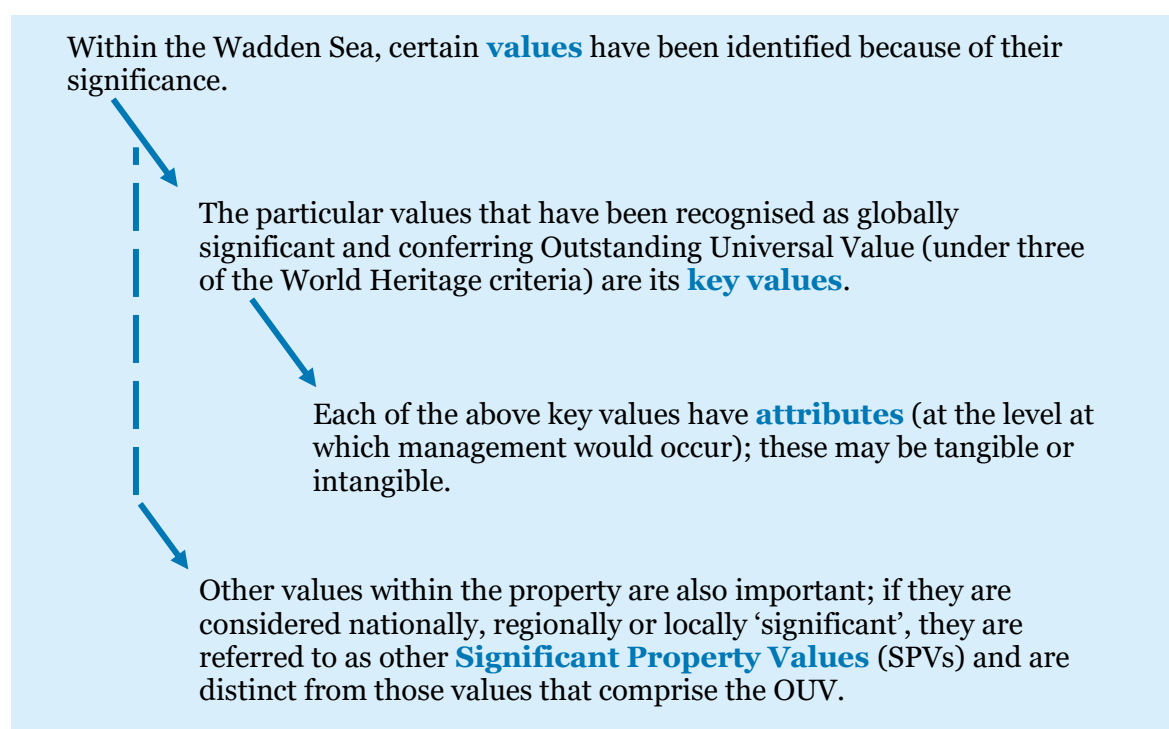 Within the Wadden Sea, certain values have been identified because of their
significance.
The particular values that have been recognised as globally
significant and conferring Outstanding Universal Value (under three
of the World Heritage criteria) are its key values.
Each of the above key values have attributes (at the level at
which management would occur); these may be tangible or
intangible.
Other values within the property are also important; if they are
considered nationally, regionally or locally ‘significant’, they are
referred to as other Significant Property Values (SPVs) and are
distinct from those values that comprise the OUV.